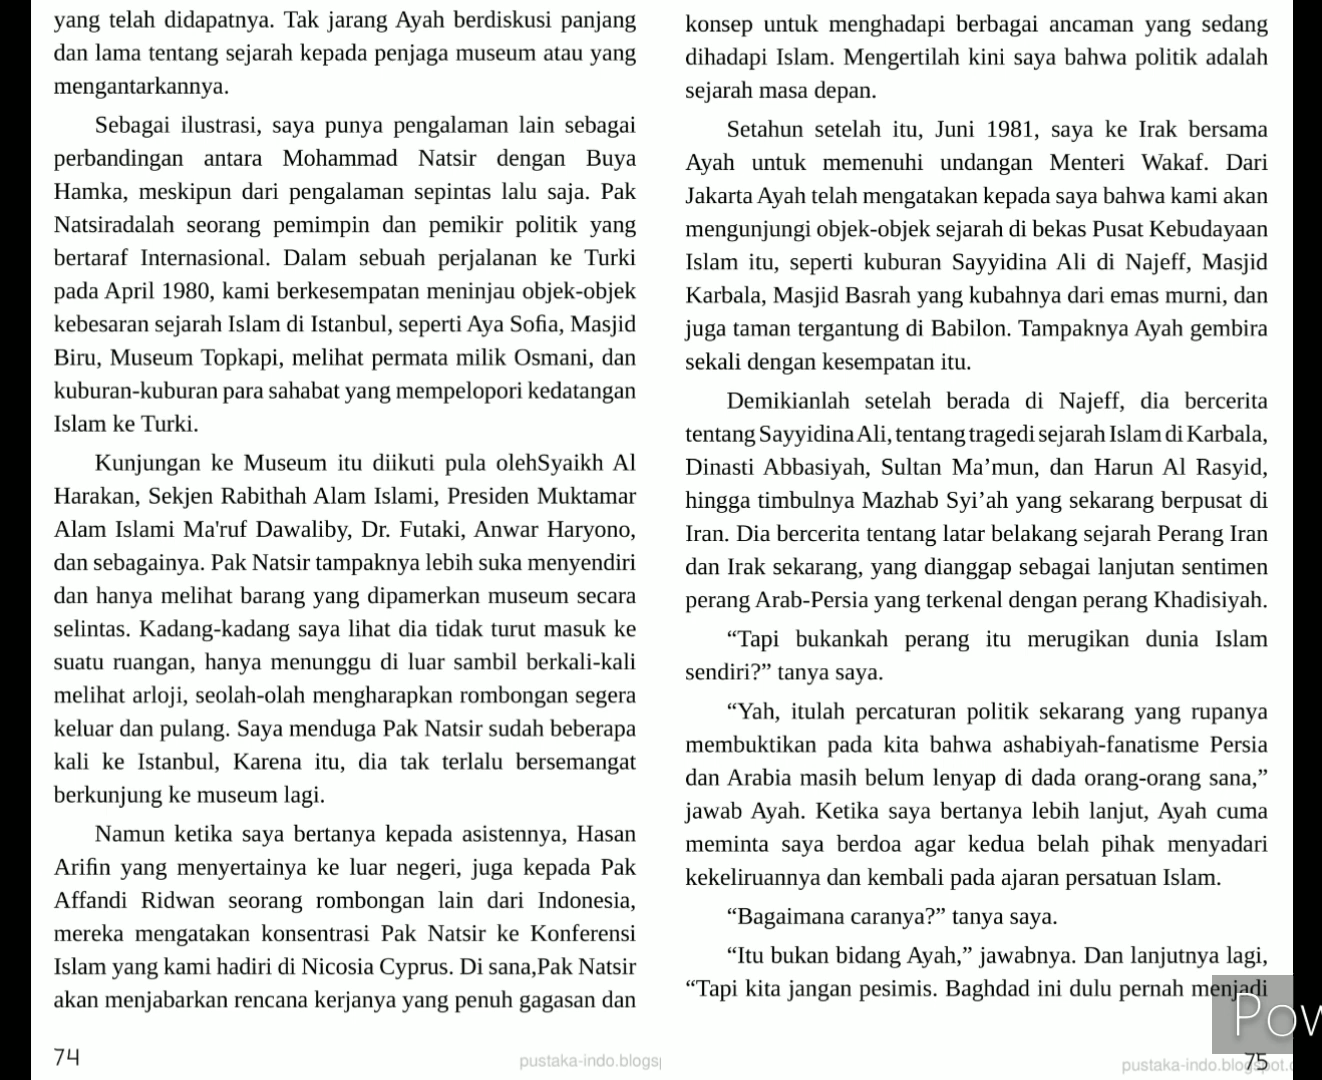 yang telah didapatnya. Tak jarang Ayah berdiskusi panjang
dan lama tentang sejarah kepada penjaga museum atau yang
mengantarkannya.
Sebagai ilustrasi, saya punya pengalaman lain sebagai
perbandingan antara Mohammad Natsir dengan Buya
Hamka, meskipun dari pengalaman sepintas lalu saja. Pak
Natsiradalah seorang pemimpin dan pemikir politik yang
bertaraf Internasional. Dalam sebuah perjalanan ke Turki
pada April 1980, kami berkesempatan meninjau objek-objek
kebesaran sejarah Islam di Istanbul, seperti Aya Sofia, Masjid
Biru, Museum Topkapi, melihat permata milik Osmani, dan
kuburan-kuburan para sahabat yang mempelopori kedatangan
Islam ke Turki.
Kunjungan ke Museum itu diikuti pula olehSyaikh Al
Harakan, Sekjen Rabithah Alam Islami, Presiden Muktamar
Alam Islami Ma'ruf Dawaliby, Dr. Futaki, Anwar Haryono,
dan sebagainya. Pak Natsir tampaknya lebih suka menyendiri
dan hanya melihat barang yang dipamerkan museum secara
selintas. Kadang-kadang saya lihat dia tidak turut masuk ke
suatu ruangan, hanya menunggu di luar sambil berkali-kali
melihat arloji, seolah-olah mengharapkan rombongan segera
keluar dan pulang. Saya menduga Pak Natsir sudah beberapa
kali ke Istanbul, Karena itu, dia tak terlalu bersemangat
berkunjung ke museum lagi.
Namun ketika saya bertanya kepada asistennya, Hasan
Arifin yang menyertainya ke luar negeri, juga kepada Pak
Affandi Ridwan seorang rombongan lain dari Indonesia,
mereka mengatakan konsentrasi Pak Natsir ke Konferensi
Islam yang kami hadiri di Nicosia Cyprus. Di sana,Pak Natsir
akan menjabarkan rencana kerjanya yang penuh gagasan dan
74
pustaka-indo.blogs
konsep untuk menghadapi berbagai ancaman yang sedang
dihadapi Islam. Mengertilah kini saya bahwa politik adalah
sejarah masa depan.
Setahun setelah itu, Juni 1981, saya ke Irak bersama
Ayah untuk memenuhi undangan Menteri Wakaf. Dari
Jakarta Ayah telah mengatakan kepada saya bahwa kami akan
mengunjungi objek-objek sejarah di bekas Pusat Kebudayaan
Islam itu, seperti kuburan Sayyidina Ali di Najeff, Masjid
Karbala, Masjid Basrah yang kubahnya dari emas murni, dan
juga taman tergantung di Babilon. Tampaknya Ayah gembira
sekali dengan kesempatan itu.
Demikianlah setelah berada di Najeff, dia bercerita
tentang Sayyidina Ali, tentang tragedi sejarah Islam di Karbala,
Dinasti Abbasiyah, Sultan Ma’mun, dan Harun Al Rasyid,
hingga timbulnya Mazhab Syi’ah yang sekarang berpusat di
Iran. Dia bercerita tentang latar belakang sejarah Perang Iran
dan Irak sekarang, yang dianggap sebagai lanjutan sentimen
perang Arab-Persia yang terkenal dengan perang Khadisiyah.
“Tapi bukankah perang itu merugikan dunia Islam
sendiri?” tanya saya.
“Yah, itulah percaturan politik sekarang yang rupanya
membuktikan pada kita bahwa ashabiyah-fanatisme Persia
dan Arabia masih belum lenyap di dada orang-orang sana,”
jawab Ayah. Ketika saya bertanya lebih lanjut, Ayah cuma
meminta saya berdoa agar kedua belah pihak menyadari
kekeliruannya dan kembali pada ajaran persatuan Islam.
“Bagaimana caranya?” tanya saya.
“Itu bukan bidang Ayah,” jawabnya. Dan lanjutnya lagi,
“Tapi kita jangan pesimis. Baghdad ini dulu pernah menjadi
Pow
pustaka-indo.blogspot.
75